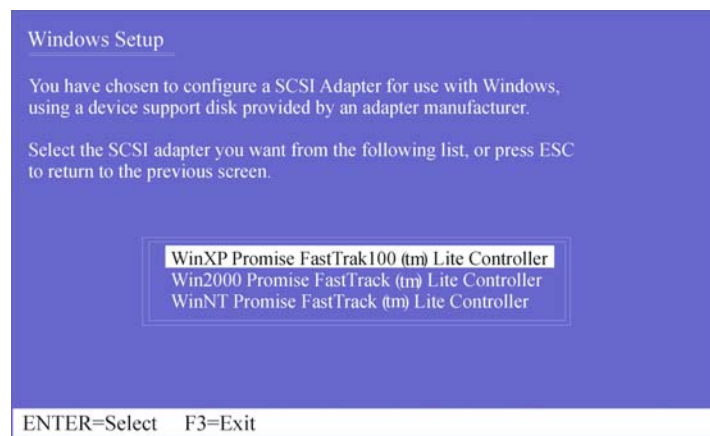 Windows Setup
You have chosen to configure a SCSI Adapter for use with Windows,
using a device support disk provided by an adapter manufacturer.
Select the SCSI adapter you want from the following list, or press ESC
to return to the previous screen.
WinXP Promise FastTrak100 (tm) Lite Controller
Win2000 Promise FastTrack (tm) Lite Controller
WinNT Promise FastTrack (tm) Lite Controller
ENTER=Select F3=Exit